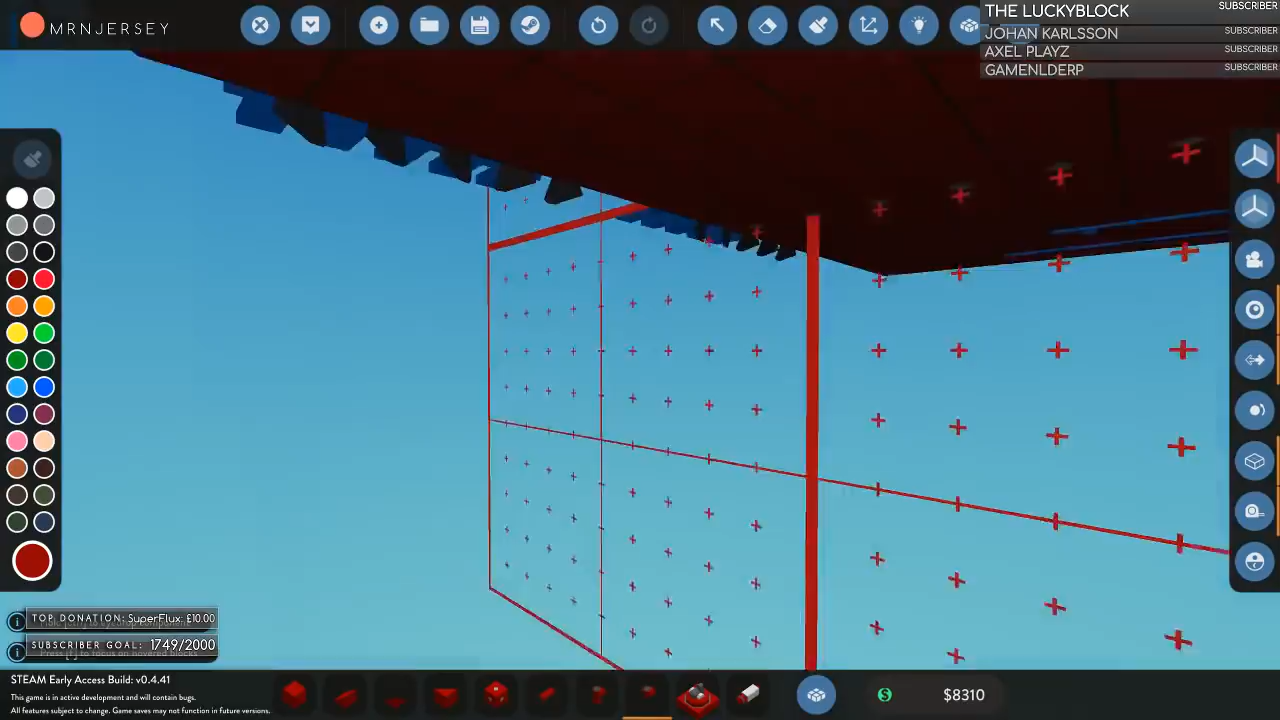 MRNJERSEY
THE LUCKYBLOCK SUBSCRIBER
JOHAN KARLSSON SUBSCRIBER
AXEL PLAYZ SUBSCRIBER
GAMENLDERP SUBSCRIBER
TOP DONATION: SuperFlux: £10.00
SUBSCRIBER GOAL: 1749/2000
STEAM Early Access Build: v0.4.41
This game is in active development and will contain bugs.
All features subject to change. Game saves may not function in future versions.
$ $8310